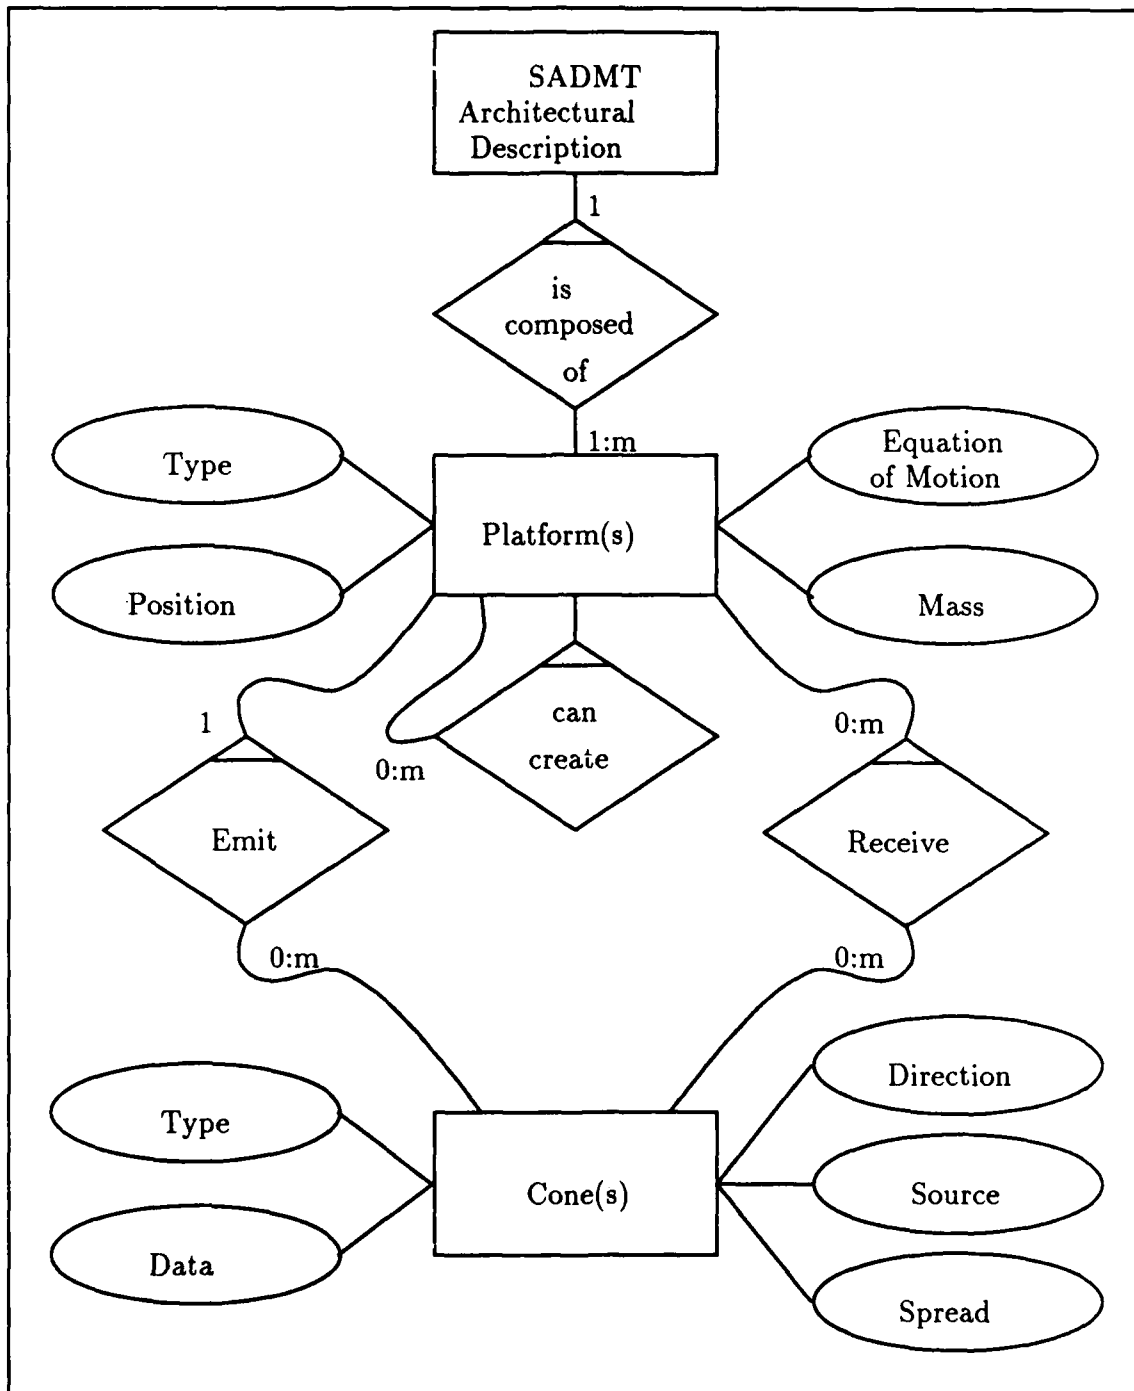 SADMT
Architectural
Description
1
is
composed
of
1:m
Type
Equation
of Motion
Platform(s)
Position
Mass
can
create
1
0:m
0:m
Emit
Receive
0:m
0:m
Type
Direction
Cone(s)
Source
Data
Spread